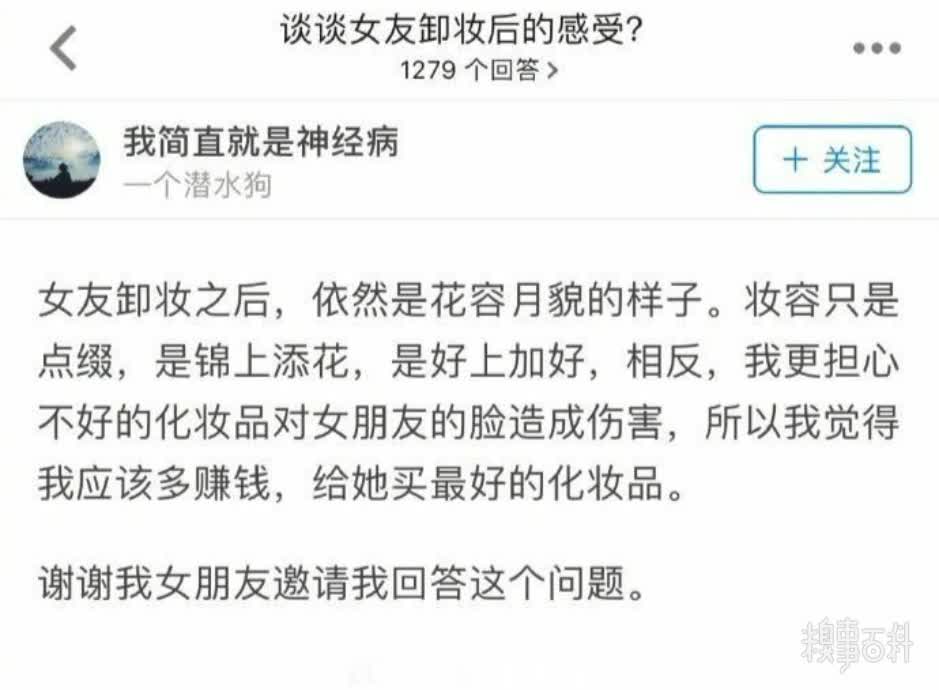 谈谈女友卸妆后的感受?
1279 个回答 >
我简直就是神经病
一个潜水狗
+ 关注
女友卸妆之后，依然是花容月貌的样子。妆容只是
点缀，是锦上添花，是好上加好，相反，我更担心
不好的化妆品对女朋友的脸造成伤害，所以我觉得
我应该多赚钱，给她买最好的化妆品。
谢谢我女朋友邀请我回答这个问题。
糗事百科